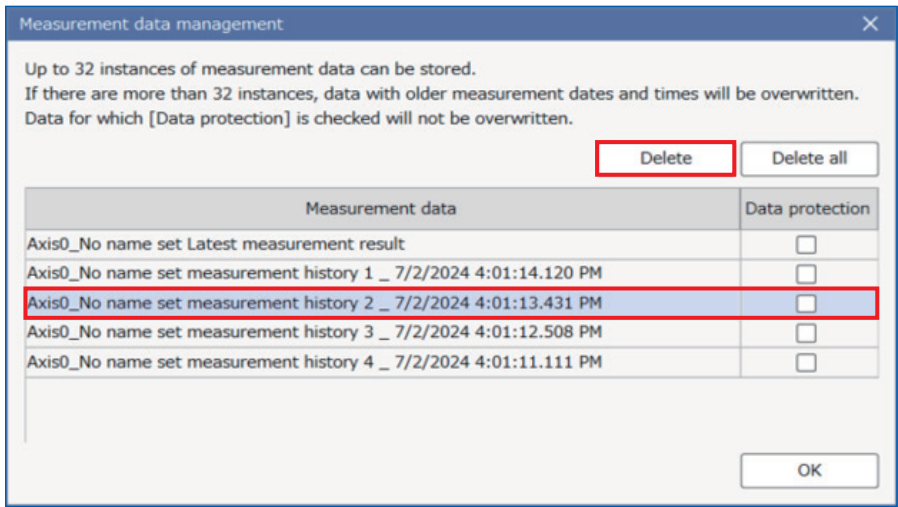 Measurement data management
Up to 32 instances of measurement data can be stored.
If there are more than 32 instances, data with older measurement dates and times will be overwritten.
Data for which [Data protection] is checked will not be overwritten.
Delete Delete all
Measurement data Data protection
Axis0_No name set Latest measurement result
Axis0_No name set measurement history 1 _ 7/2/2024 4:01:14.120 PM
Axis0_No name set measurement history 2 _ 7/2/2024 4:01:13.431 PM
Axis0_No name set measurement history 3 _ 7/2/2024 4:01:12.508 PM
Axis0_No name set measurement history 4 _ 7/2/2024 4:01:11.111 PM
OK